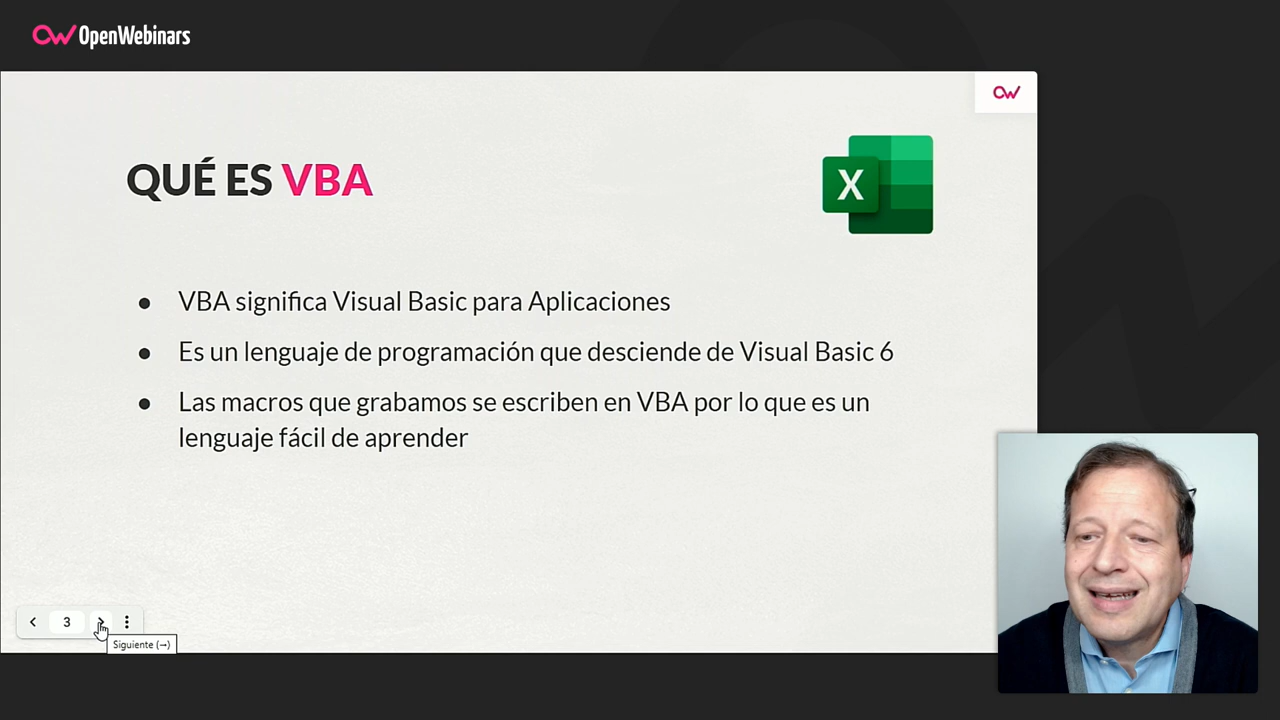 OpenWebinars
QUÉ ES VBA
X
● VBA significa Visual Basic para Aplicaciones
● Es un lenguaje de programación que desciende de Visual Basic 6
● Las macros que grabamos se escriben en VBA por lo que es un
lenguaje fácil de aprender
3
Siguiente (→)